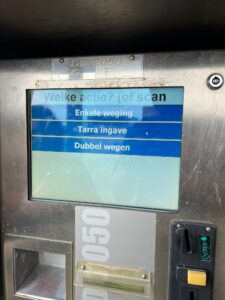 Welke actie? (of scan
Enkele weging
Tarra ingave
Dubbel wegen
050